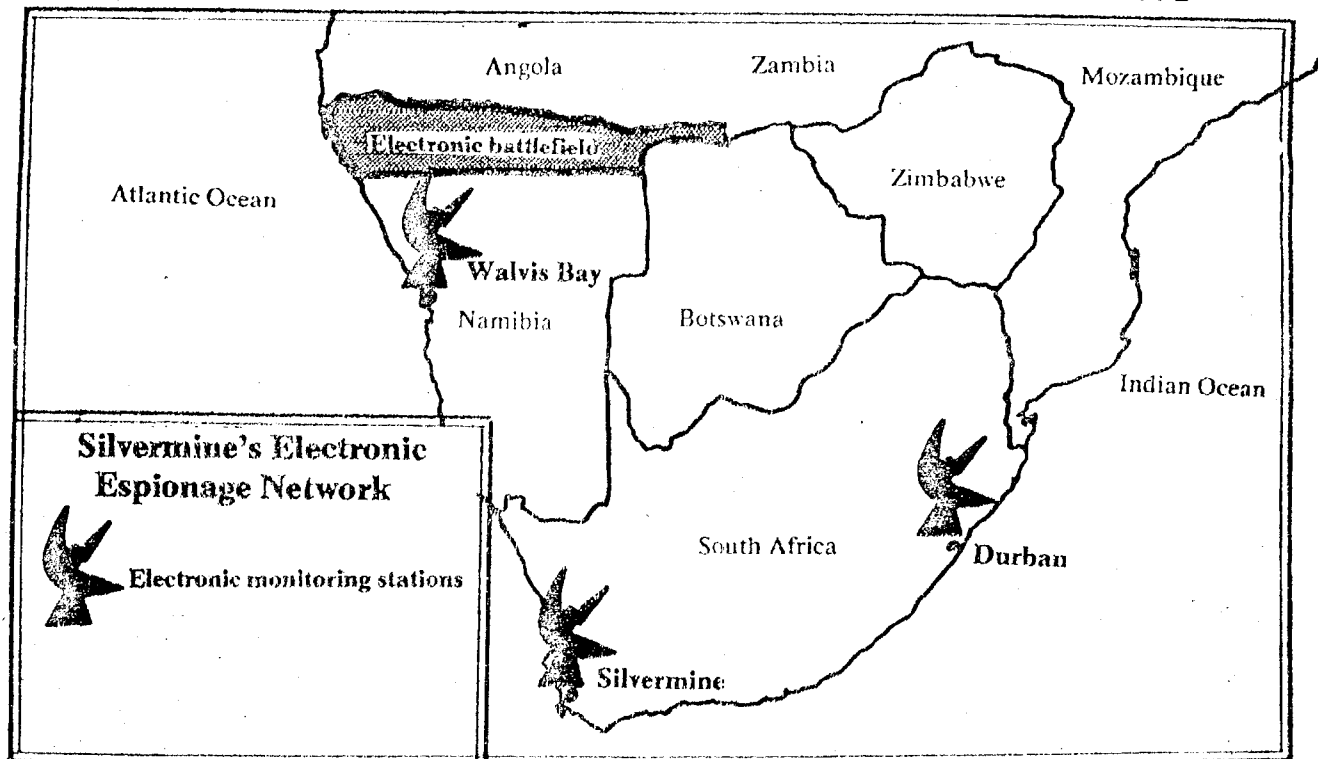 Angola
Zambia
Mozambique
Electronic battlefield
Atlantic Ocean
Zimbabwe
Walvis Bay
Namibia
Botswana
Indian Ocean
Silvermine's Electronic
Espionage Network
Electronic monitoring stations
South Africa
Durban
Silvermine